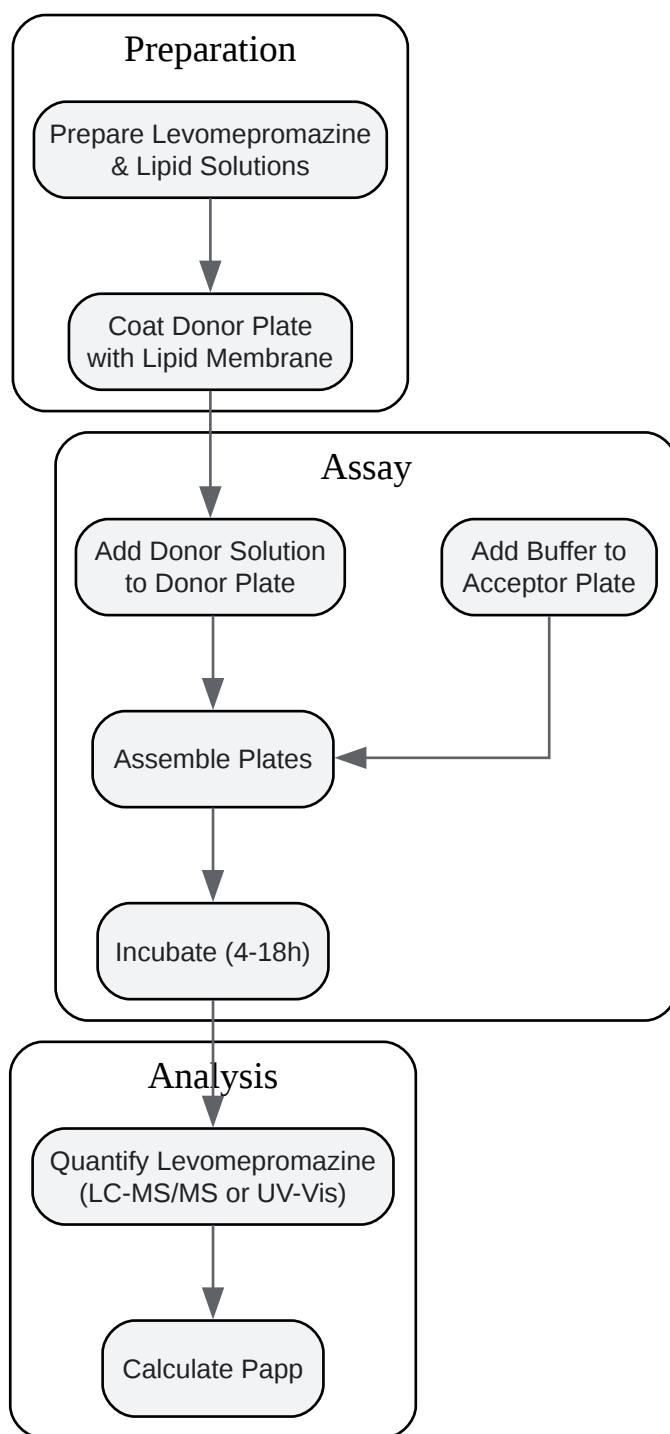 Preparation
Prepare Levomepromazine
& Lipid Solutions
Coat Donor Plate
with Lipid Membrane
Assay
Add Donor Solution
to Donor Plate
Add Buffer to
Acceptor Plate
Assemble Plates
Incubate (4-18h)
Analysis
Quantify Levomepromazine
(LC-MS/MS or UV-Vis)
Calculate Papp